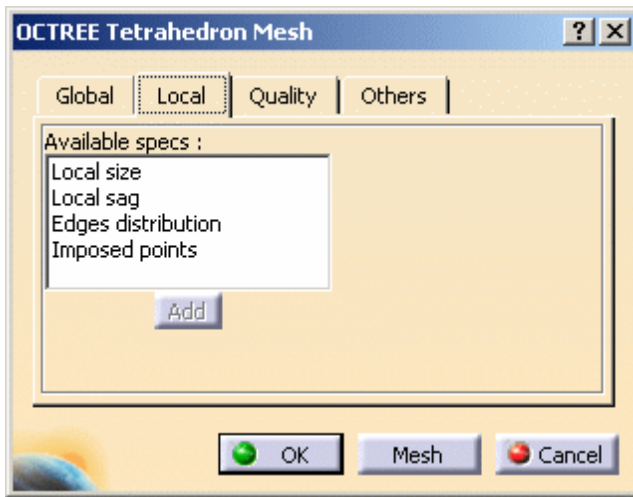 OCTREE Tetrahedron Mesh
Global Local Quality Others
Available specs :
Local size
Local sag
Edges distribution
Imposed points
Add
OK Mesh Cancel